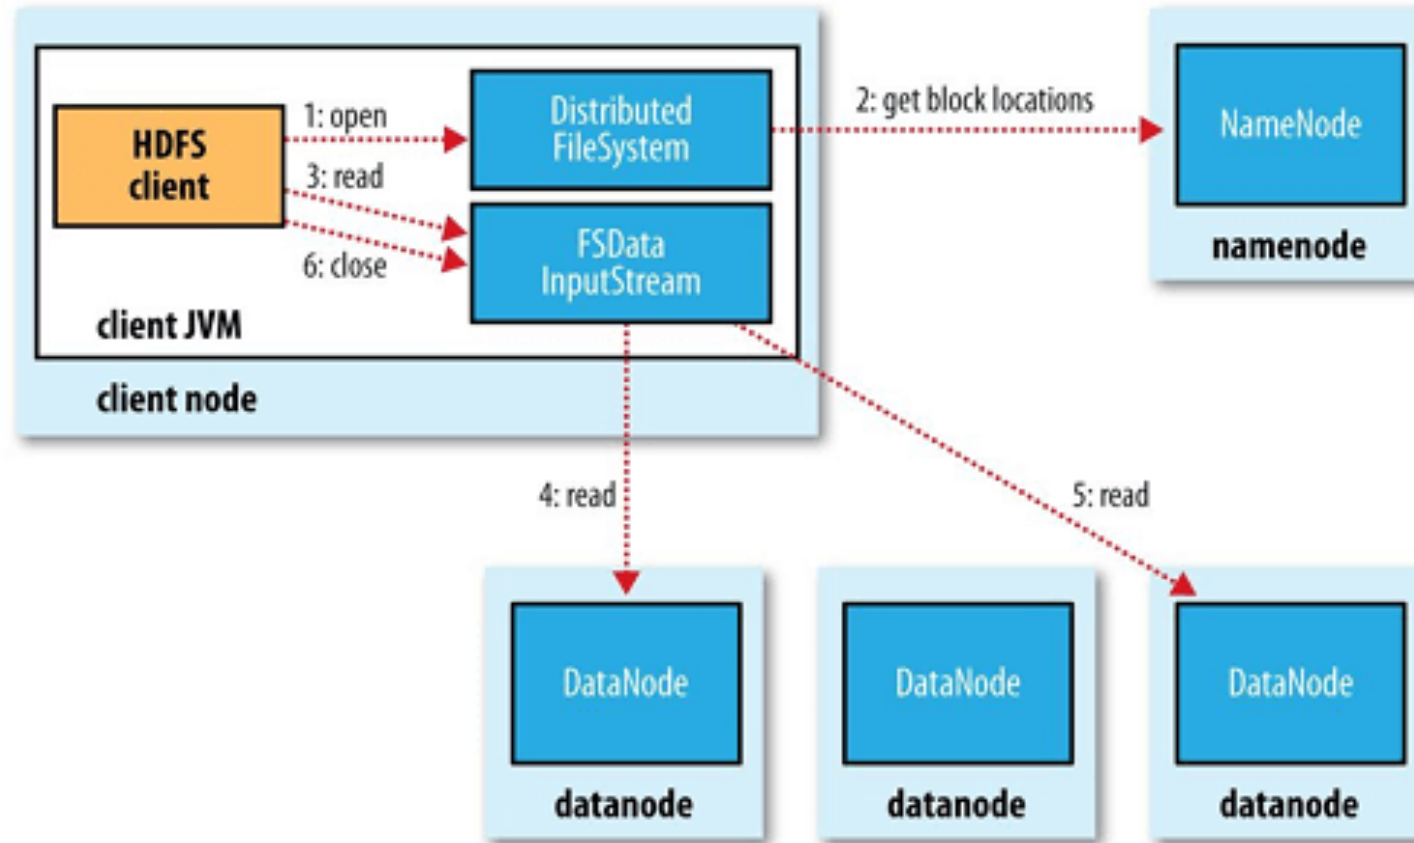 HDFS
client
1: open
3: read
6: close
Distributed
FileSystem
FSData
InputStream
client JVM
client node
2: get block locations
NameNode
namenode
4: read
5: read
DataNode
datanode
DataNode
datanode
DataNode
datanode